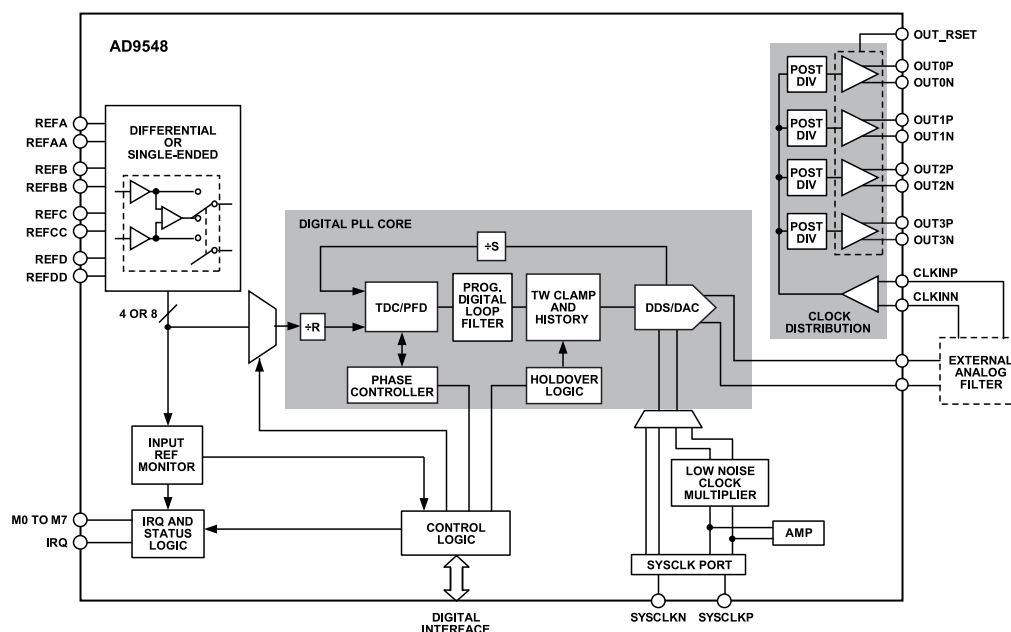 AD9548
OUT_RSET
POST
DIV
OUT0P
OUT0N
POST
DIV
OUT1P
OUT1N
POST
DIV
OUT2P
OUT2N
POST
DIV
OUT3P
OUT3N
CLKINP
CLKINN
CLOCK
DISTRIBUTION
EXTERNAL
ANALOG
FILTER
REFA
REFAA
REFB
REFBB
REFC
REFCC
REFD
REFDD
DIFFERENTIAL
OR
SINGLE-ENDED
4 OR 8
DIGITAL PLL CORE
÷S
÷R
TDC/PFD
PROG.
DIGITAL
LOOP
FILTER
TW CLAMP
AND
HISTORY
DDS/DAC
PHASE
CONTROLLER
HOLDOVER
LOGIC
INPUT
REF
MONITOR
LOW NOISE
CLOCK
MULTIPLIER
M0 TO M7
IRQ
IRQ AND
STATUS
LOGIC
CONTROL
LOGIC
AMP
SYSCLK PORT
DIGITAL
INTERFACE
SYSCLKN
SYSCLKP